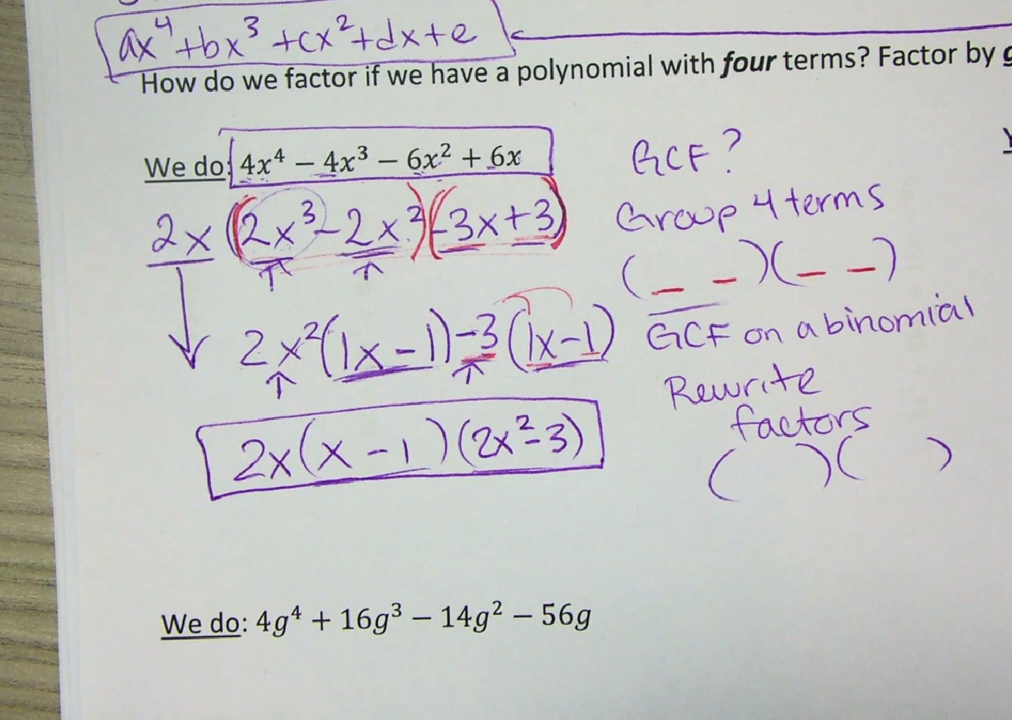 ax⁴+bx³+cx²+dx+e
How do we factor if we have a polynomial with four terms? Factor by
We do: 4x⁴ − 4x³ − 6x² + 6x
GCF?
2x(2x³-2x²)(-3x+3)
Group 4 terms
(_ _)(_ _)
2x²(1x-1)-3(1x-1)
GCF on a binomial
Rewrite
factors
2x(x-1)(2x²-3)
( )( )
We do: 4g⁴ + 16g³ − 14g² − 56g